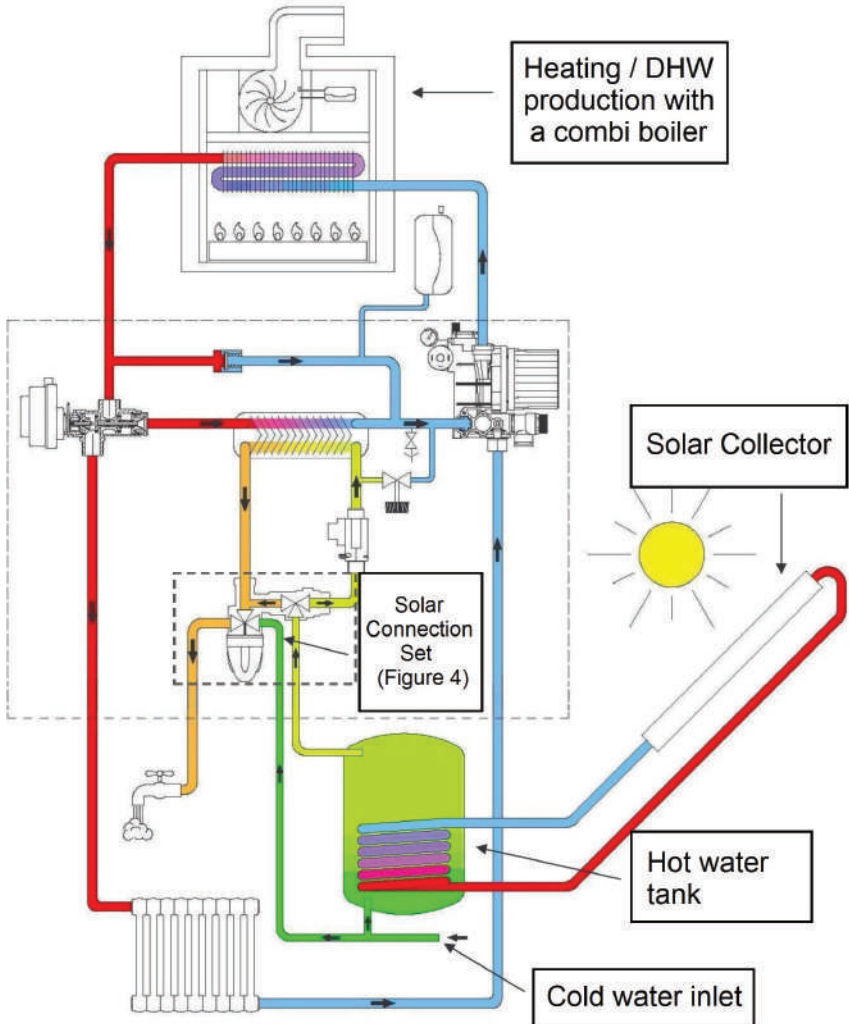 Heating / DHW
production with
a combi boiler
Solar Collector
Solar
Connection
Set
(Figure 4)
Hot water
tank
Cold water inlet